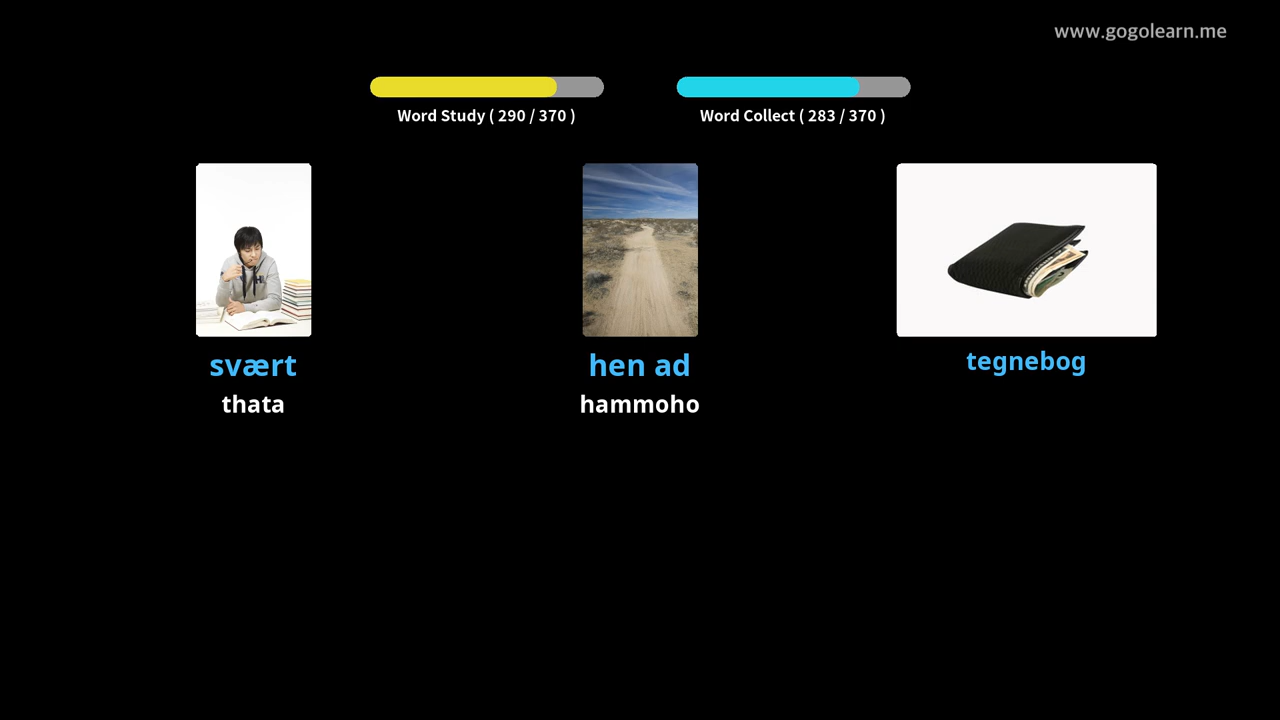 www.gogolearn.me
Word Study ( 290 / 370 )
Word Collect ( 283 / 370 )
svært
thata
hen ad
hammoho
tegnebog